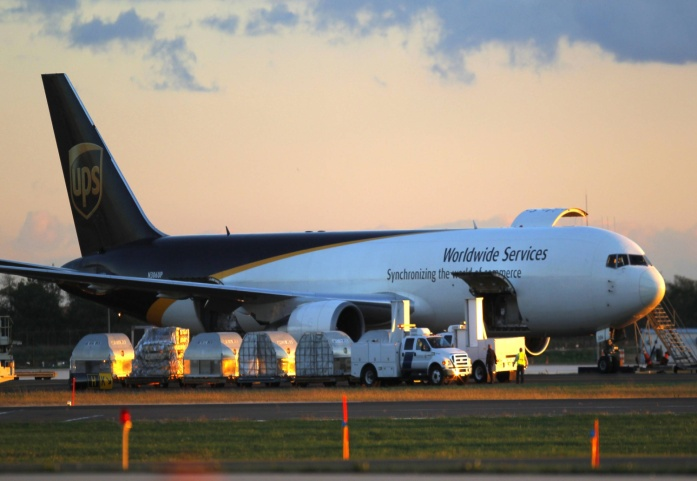 ups
Worldwide Services
Synchronizing the world of commerce